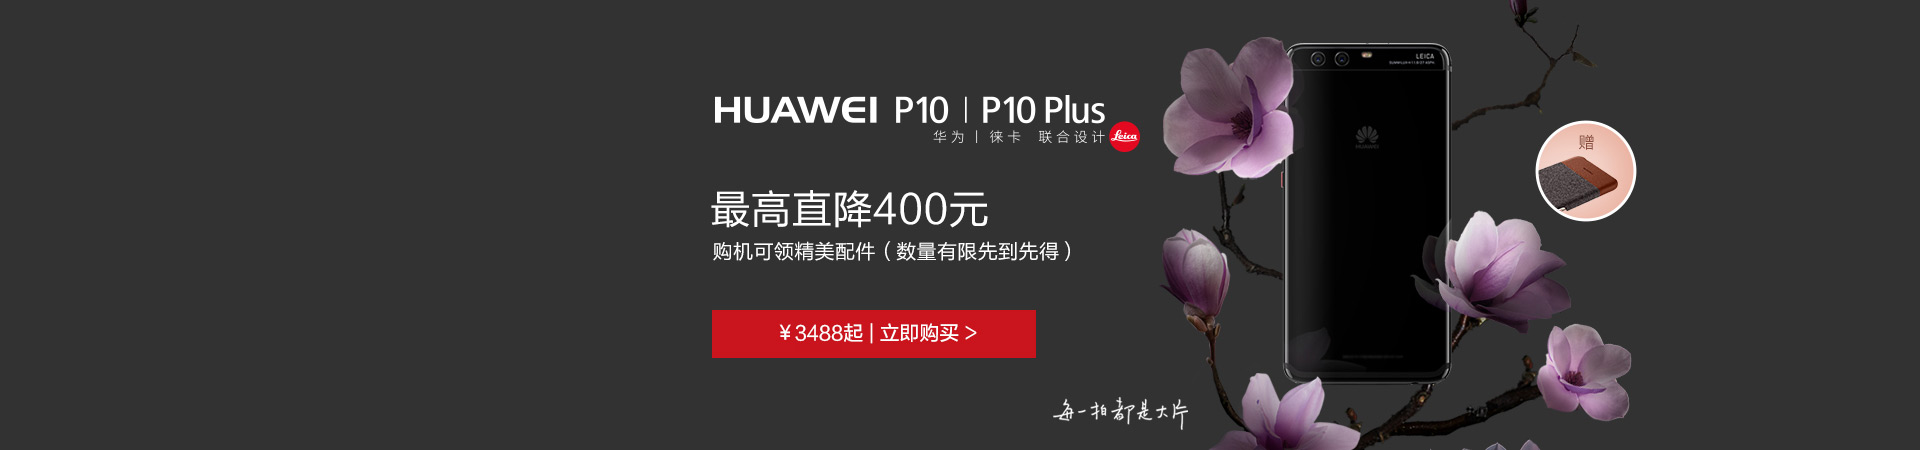 HUAWEI P10 | P10 Plus
华为 | 徕卡 联合设计 Leica
最高直降400元
购机可领精美配件（数量有限先到先得）
¥3488起 | 立即购买 >
每一拍都是大片
LEICA
HUAWEI
赠